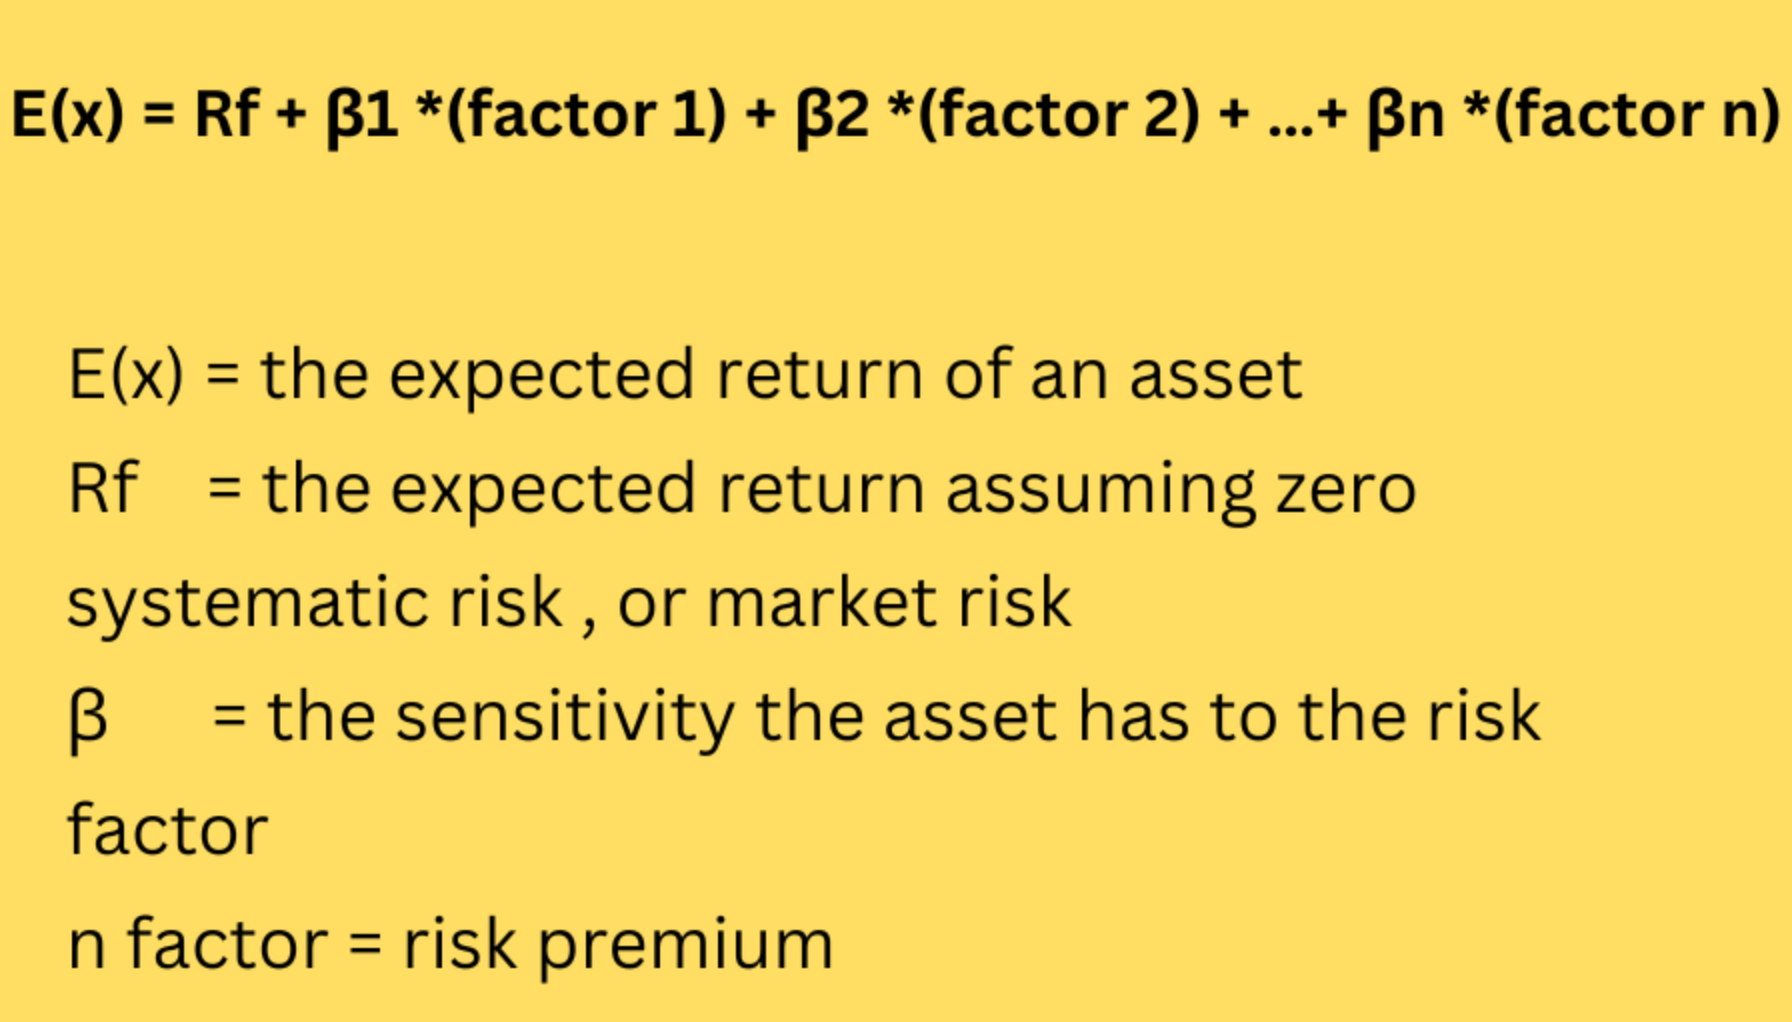 E(x) = Rf + β1 *(factor 1) + β2 *(factor 2) + ...+ βn *(factor n)
E(x) = the expected return of an asset
Rf = the expected return assuming zero
systematic risk , or market risk
β = the sensitivity the asset has to the risk
factor
n factor = risk premium